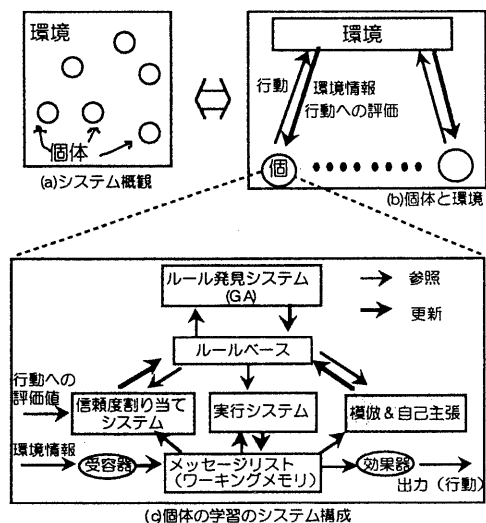 環境
個体
(a)システム概観
環境
行動
環境情報
行動への評価
個
(b)個体と環境
ルール発見システム
(GA)
参照
更新
ルールベース
行動への
評価値
信頼度割り当て
システム
実行システム
模倣＆自己主張
環境情報
受容器
メッセージリスト
(ワーキングメモリ)
効果器
出力（行動）
(c)個体の学習のシステム構成